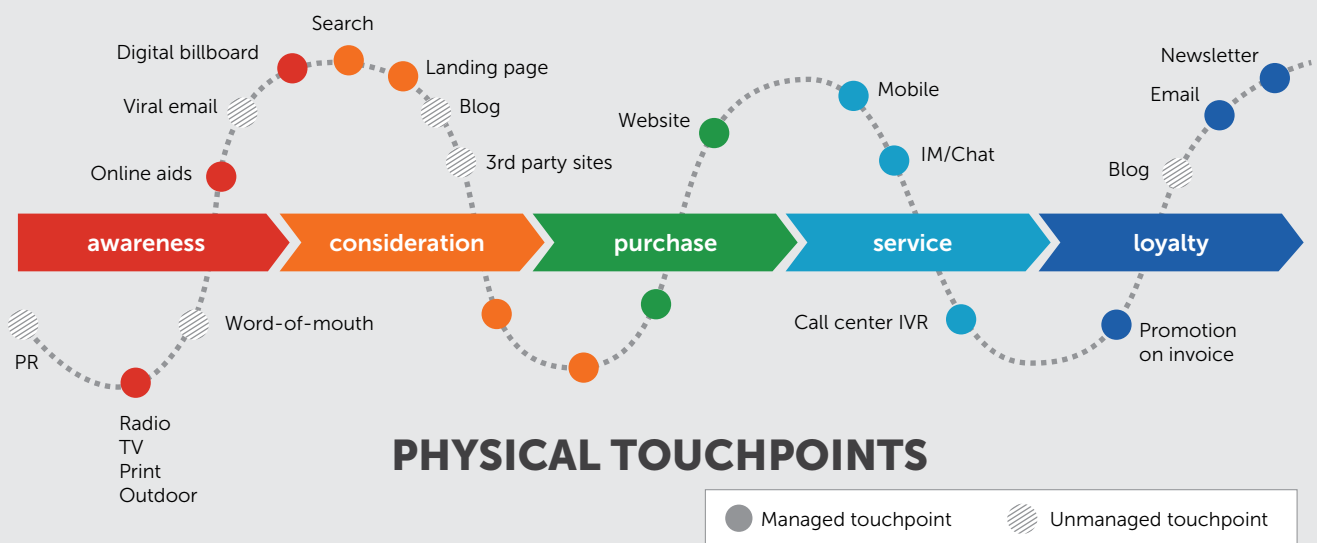 Search
Digital billboard
Landing page
Viral email
Blog
Online aids
3rd party sites
Website
Mobile
IM/Chat
Newsletter
Email
Blog
awareness
consideration
purchase
service
loyalty
PR
Word-of-mouth
Radio
TV
Print
Outdoor
Call center IVR
Promotion
on invoice
PHYSICAL TOUCHPOINTS
Managed touchpoint
Unmanaged touchpoint